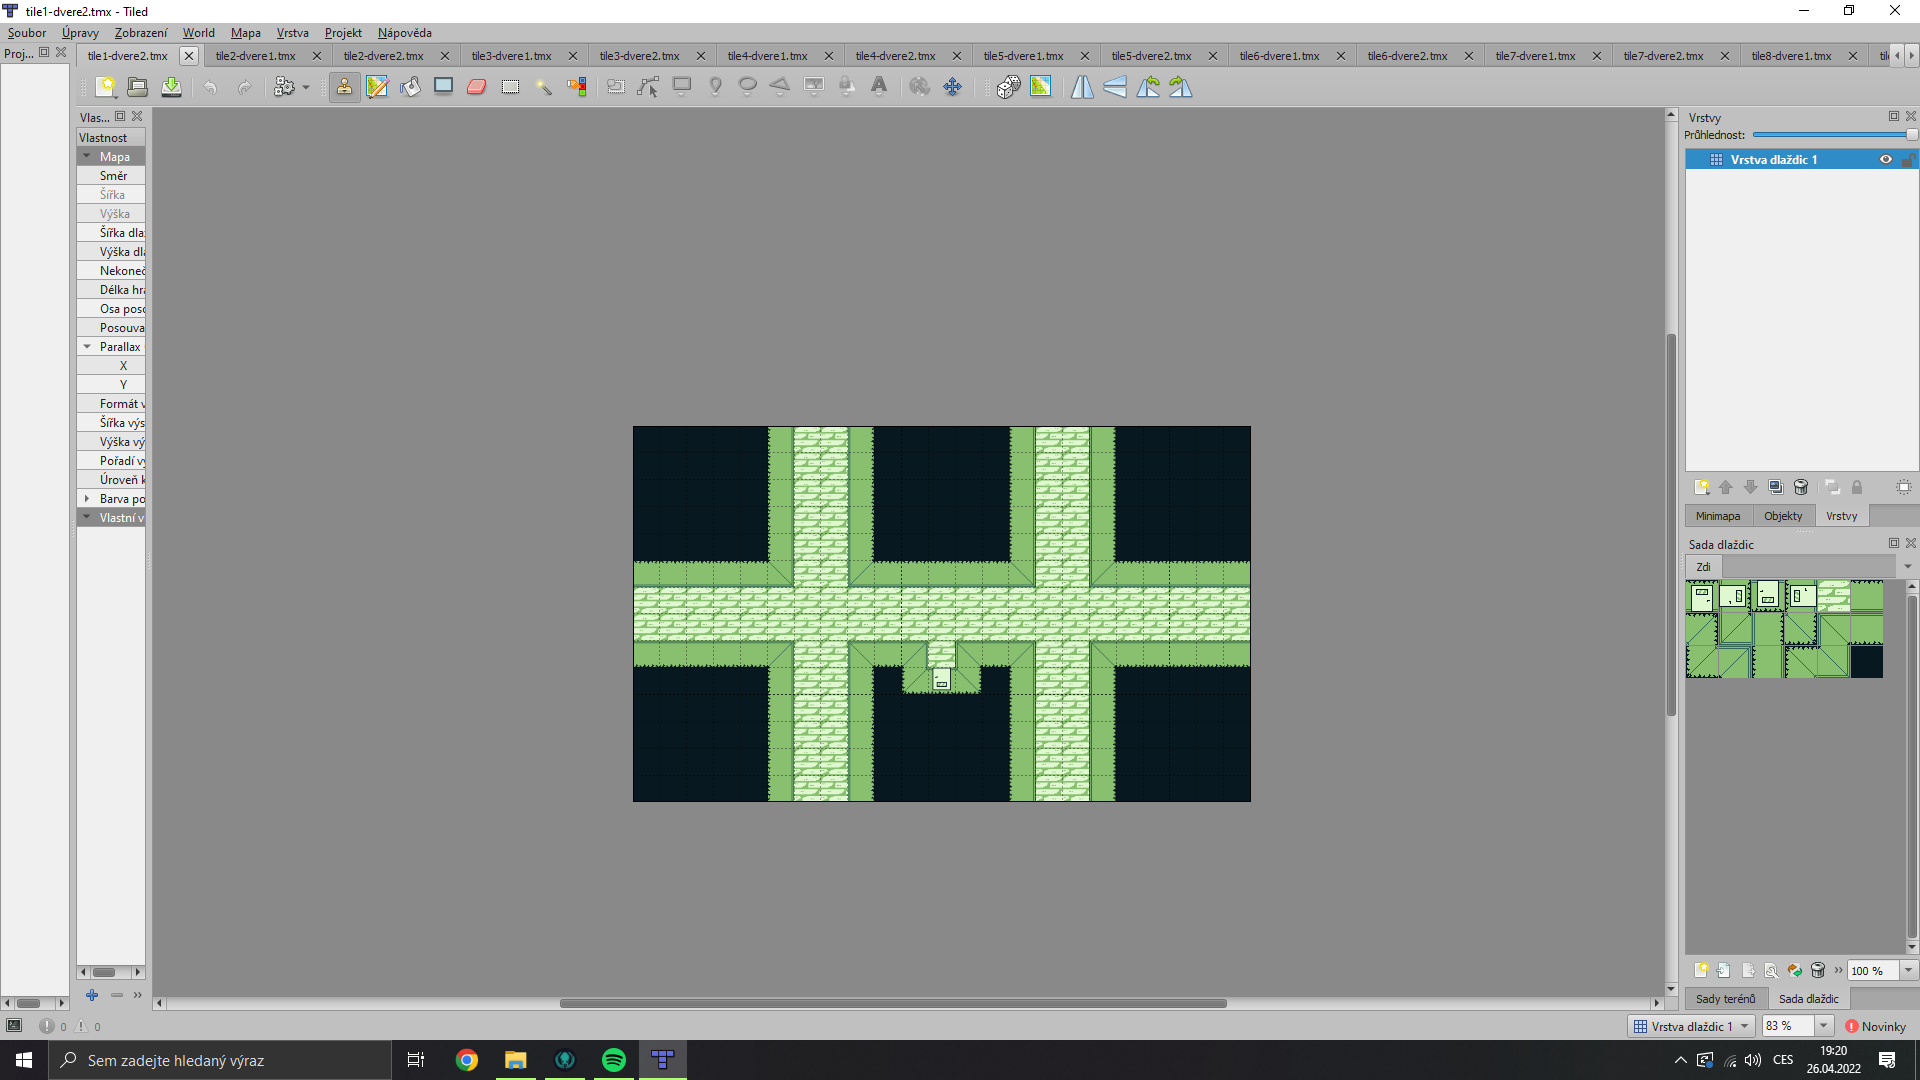 tile1-dvere2.tmx - Tiled
Soubor Úpravy Zobrazení World Mapa Vrstva Projekt Nápověda
Proj...
tile1-dvere2.tmx tile2-dvere1.tmx tile2-dvere2.tmx tile3-dvere1.tmx tile3-dvere2.tmx tile4-dvere1.tmx tile4-dvere2.tmx tile5-dvere1.tmx tile5-dvere2.tmx tile6-dvere1.tmx tile6-dvere2.tmx tile7-dvere1.tmx tile7-dvere2.tmx tile8-dvere1.tmx
Vlas...
Vlastnost
Mapa
Směr
Šířka
Výška
Šířka dla
Výška dla
Nekoneč
Délka hra
Osa poso
Posouva
Parallax
X
Y
Formát v
Šířka výs
Výška vý
Pořadí vy
Úroveň k
Barva po
Vlastní v
Vrstvy
Průhlednost:
Vrstva dlaždic 1
Minimapa Objekty Vrstvy
Sada dlaždic
Zdi
100 %
Sady terénů Sada dlaždic
0 0
Vrstva dlaždic 1 83 % Novinky
Sem zadejte hledaný výraz
CES
19:20
26.04.2022